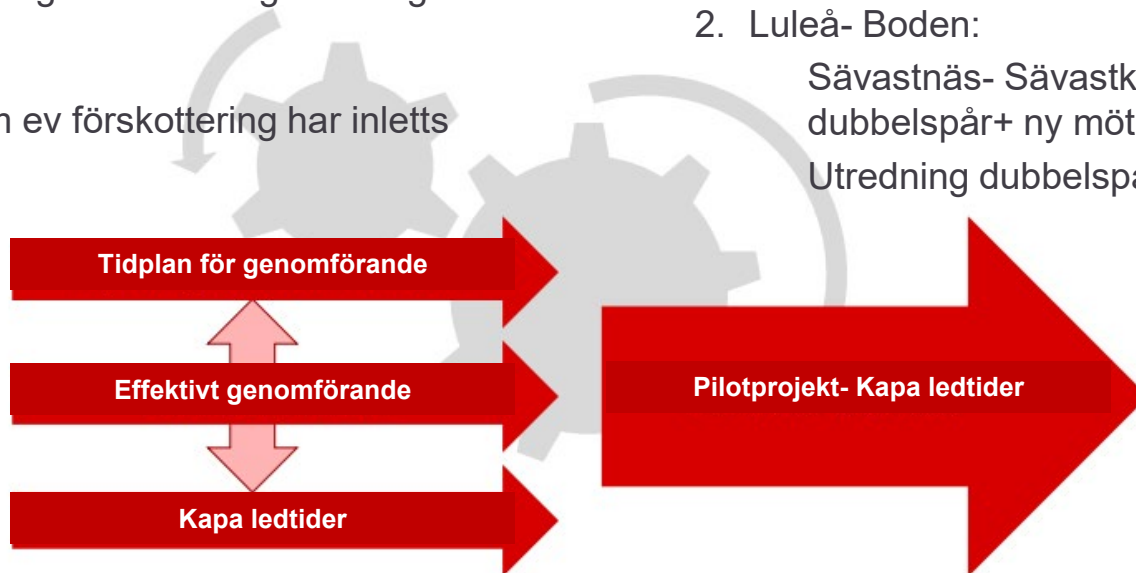 ev förskottering har inletts
2. Luleå- Boden:
Sävastnäs-
dubbelspår+ ny
Utredning
Tidplan för genomförande
Effektivt genomförande
Kapa ledtider
Pilotprojekt- Kapa ledtider